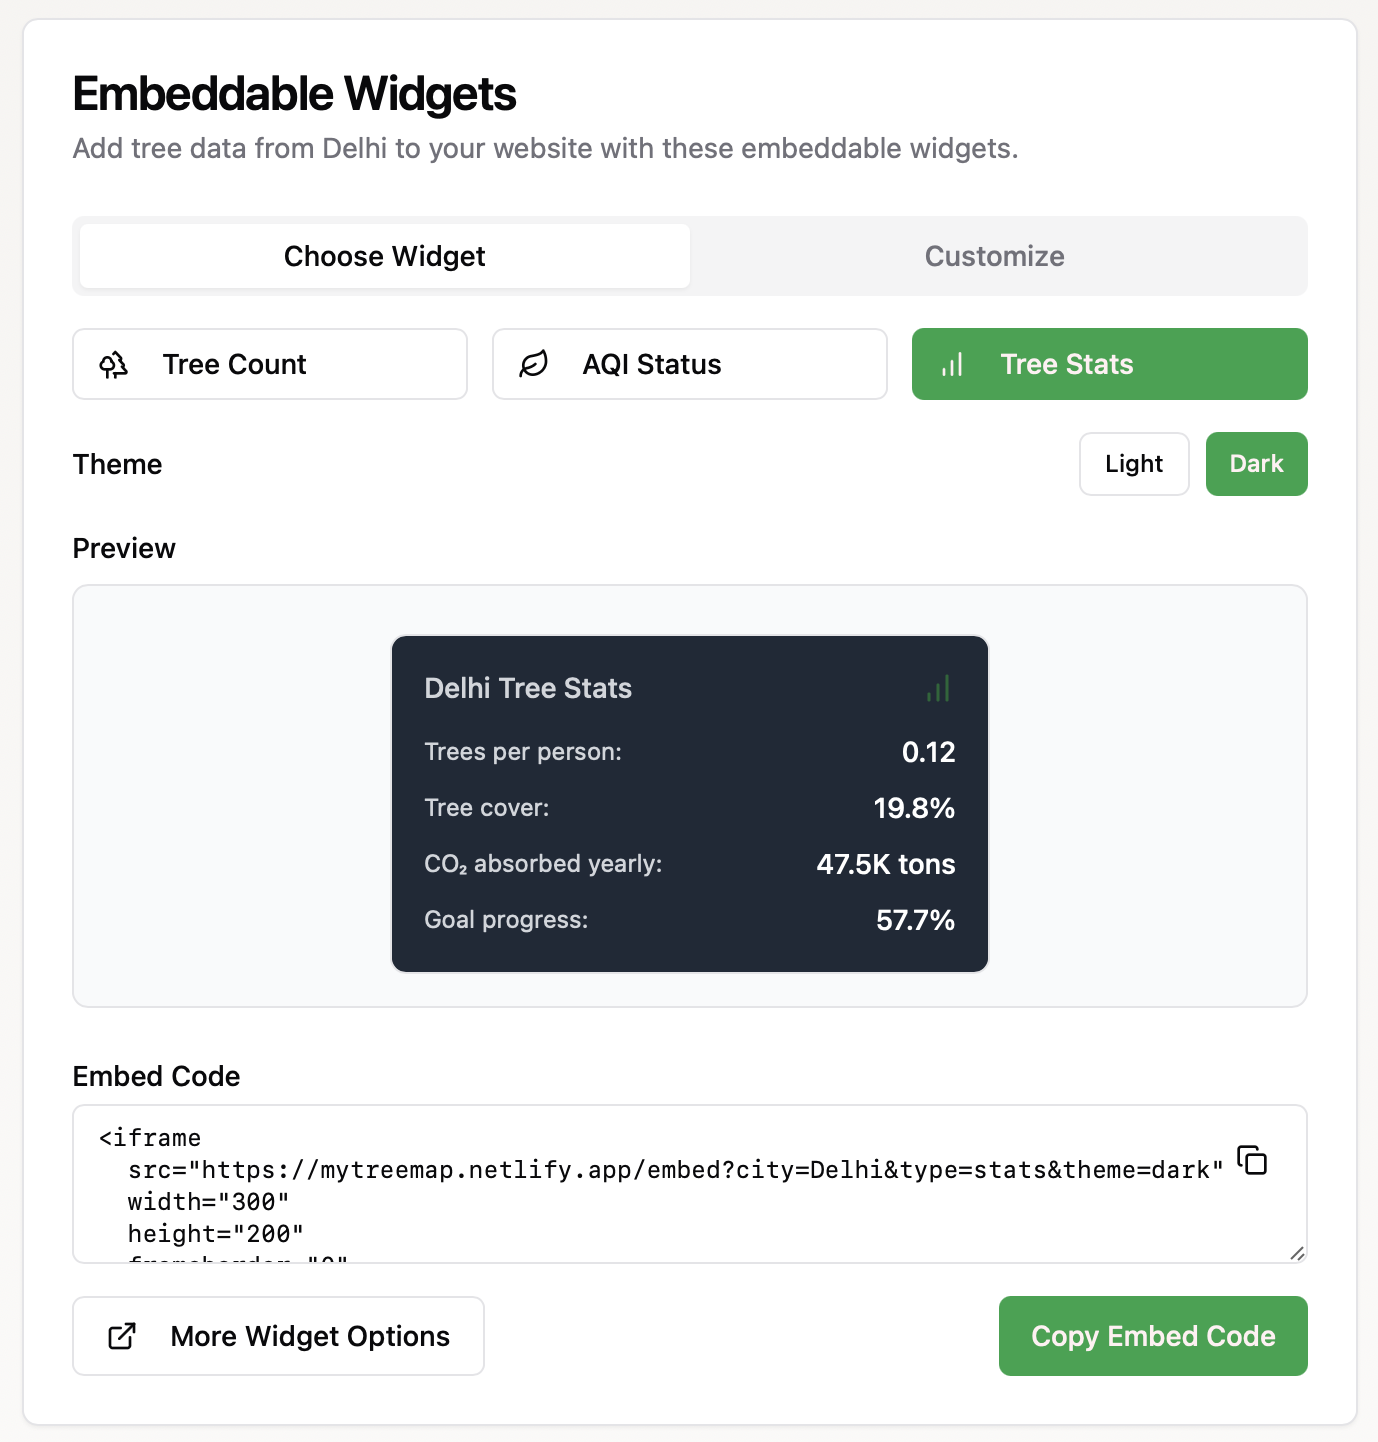 Embeddable Widgets
Add tree data from Delhi to your website with these embeddable widgets.
Choose Widget
Customize
Tree Count
AQI Status
Tree Stats
Theme
Light
Dark
Preview
Delhi Tree Stats
Trees per person:
0.12
Tree cover:
19.8%
CO₂ absorbed yearly:
47.5K tons
Goal progress:
57.7%
Embed Code
<iframe
src="https://mytreemap.netlify.app/embed?city=Delhi&type=stats&theme=dark"
width="300"
height="200"
frameborder="0"
More Widget Options
Copy Embed Code